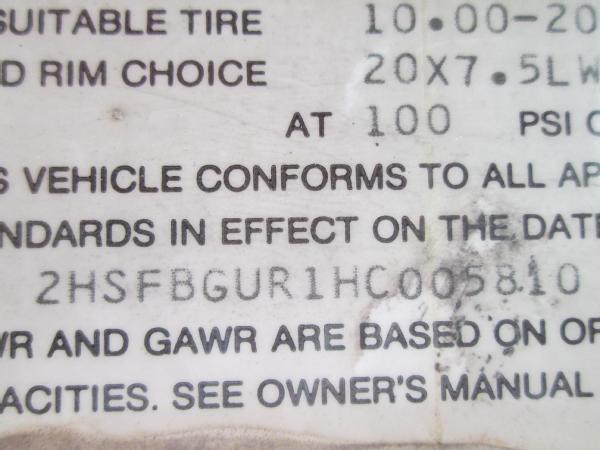 SUITABLE TIRE 10.00-20
D RIM CHOICE 20X7.5LW
AT 100 PSI C
S VEHICLE CONFORMS TO ALL AP
NDARDS IN EFFECT ON THE DATE
2HSFBGUR1HC005810
WR AND GAWR ARE BASED ON OR
ACITIES. SEE OWNER'S MANUAL